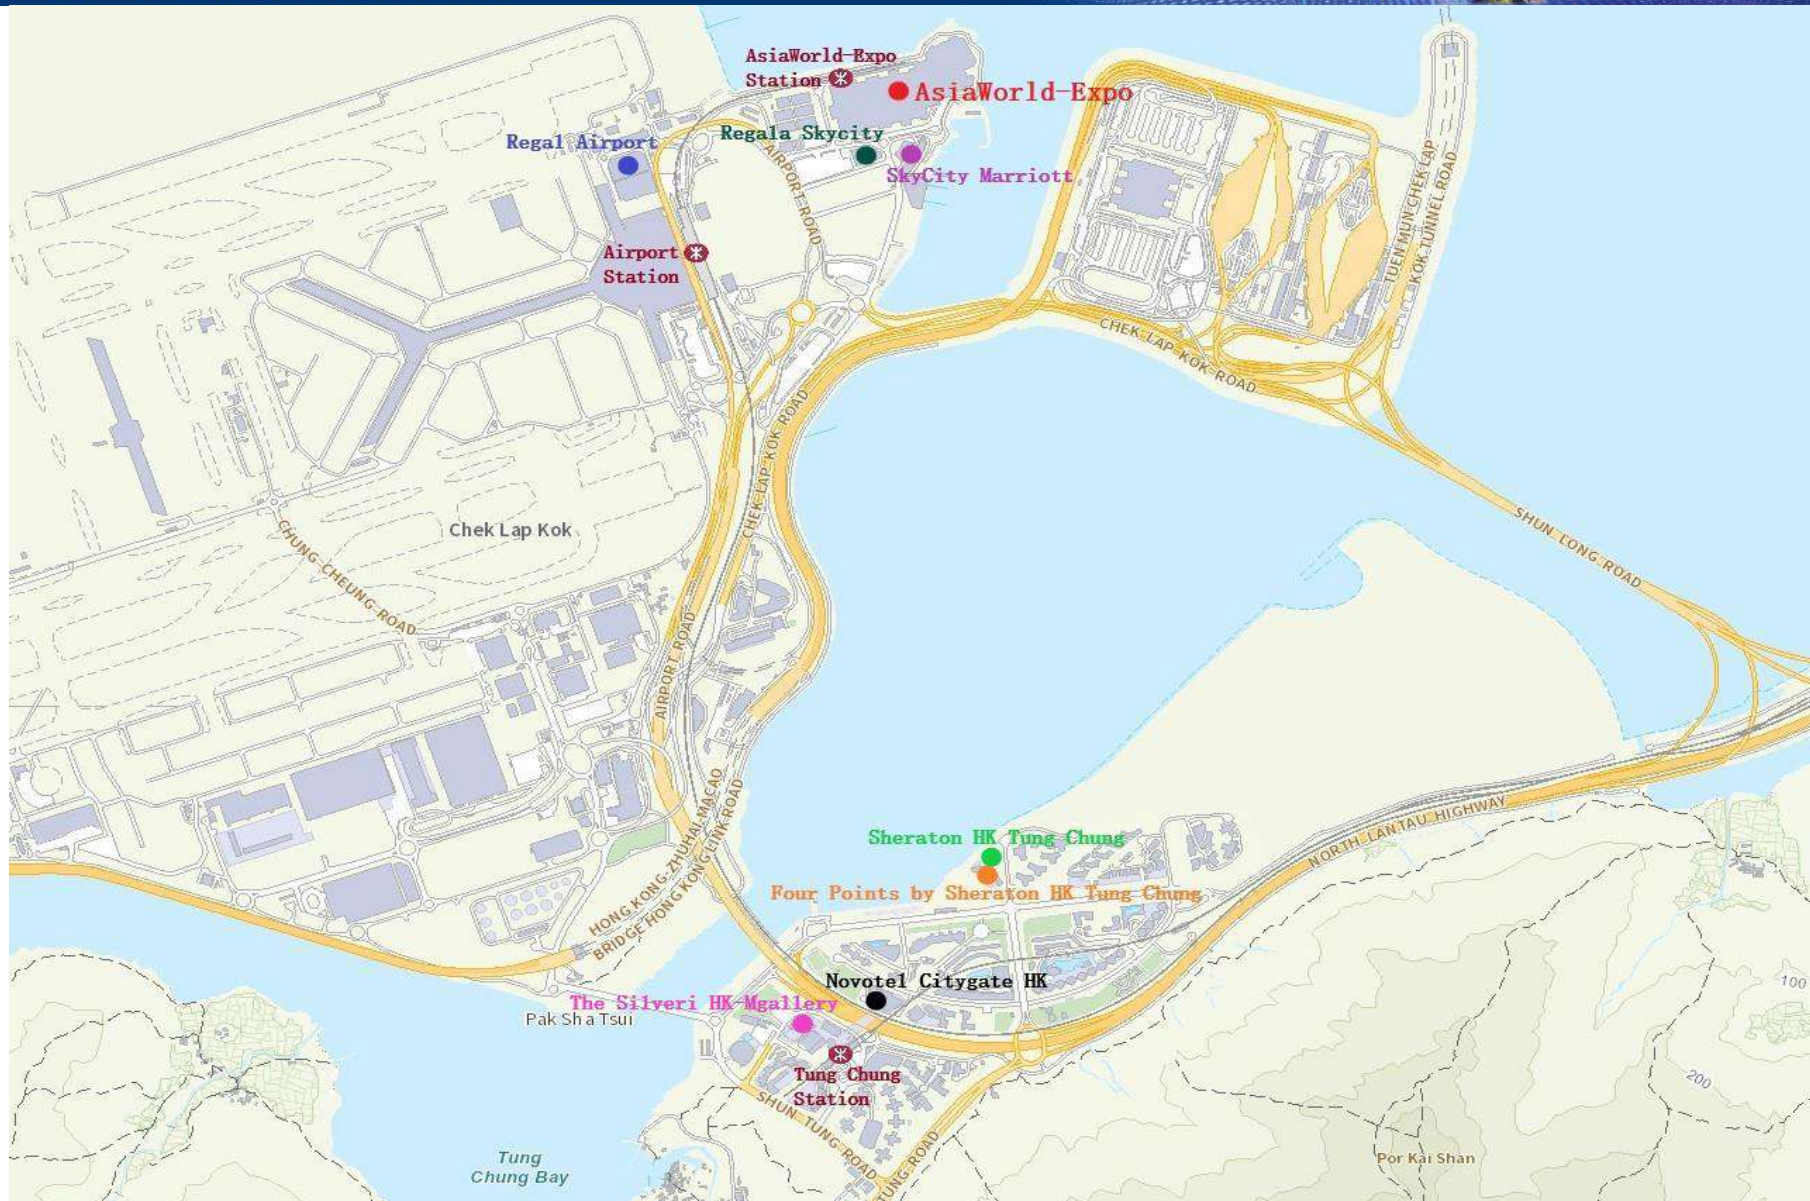 AsiaWorld-Expo
Station
AsiaWorld-Expo
Regala Skycity
Regal Airport
SkyCity Marriott
AIRPORT ROAD
Airport
Station
TUEN MUN-CHEK LAP
KOK TUNNEL ROAD
CHEK LAP KOK ROAD
CHEK LAP KOK ROAD
Chek Lap Kok
CHUNG CHEUNG ROAD
SHUN LONG ROAD
AIRPORT ROAD
HONG KONG-ZHUHAI-MACAO
BRIDGE HONG KONG LINK ROAD
NORTH LANTAU HIGHWAY
Sheraton HK Tung Chung
Four Points by Sheraton HK Tung Chung
Novotel Citygate HK
The Silveri HK-Mgallery
Pak Sha Tsui
100
Tung Chung
Station
200
SHUN TUNG ROAD
TUNG ROAD
Tung
Chung Bay
Por Kai Shan